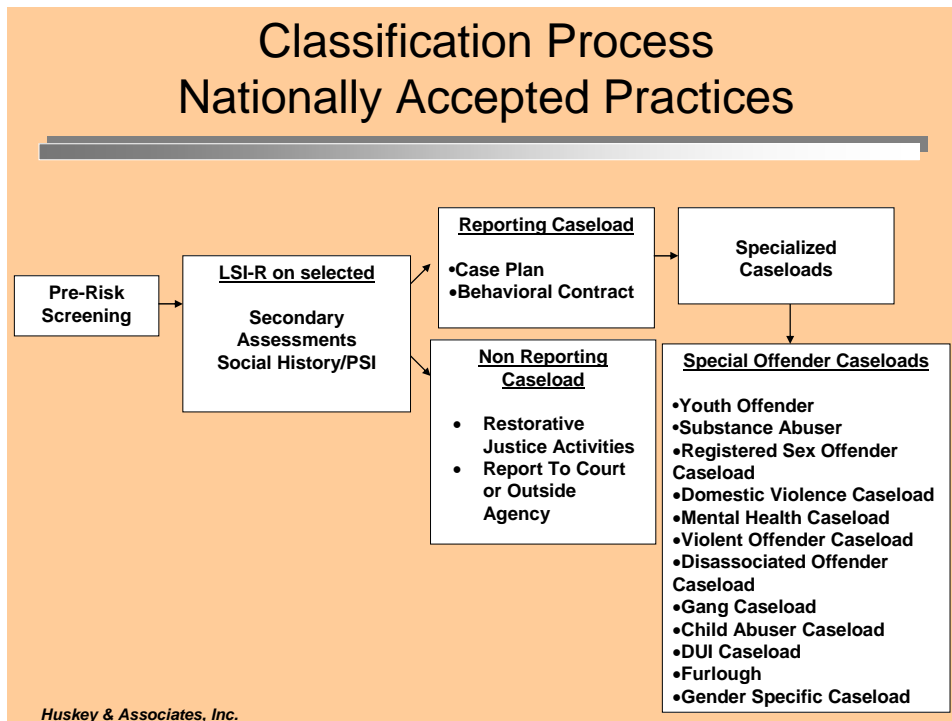 Classification Process
Nationally Accepted Practices
Pre-Risk
Screening
LSI-R on selected
Secondary
Assessments
Social History/PSI
Reporting Caseload
•Case Plan
•Behavioral Contract
Non Reporting
Caseload
• Restorative
Justice Activities
• Report To Court
or Outside
Agency
Specialized
Caseloads
Special Offender Caseloads
•Youth Offender
•Substance Abuser
•Registered Sex Offender
Caseload
•Domestic Violence Caseload
•Mental Health Caseload
•Violent Offender Caseload
•Disassociated Offender
Caseload
•Gang Caseload
•Child Abuser Caseload
•DUI Caseload
•Furlough
•Gender Specific Caseload
Huskey & Associates, Inc.